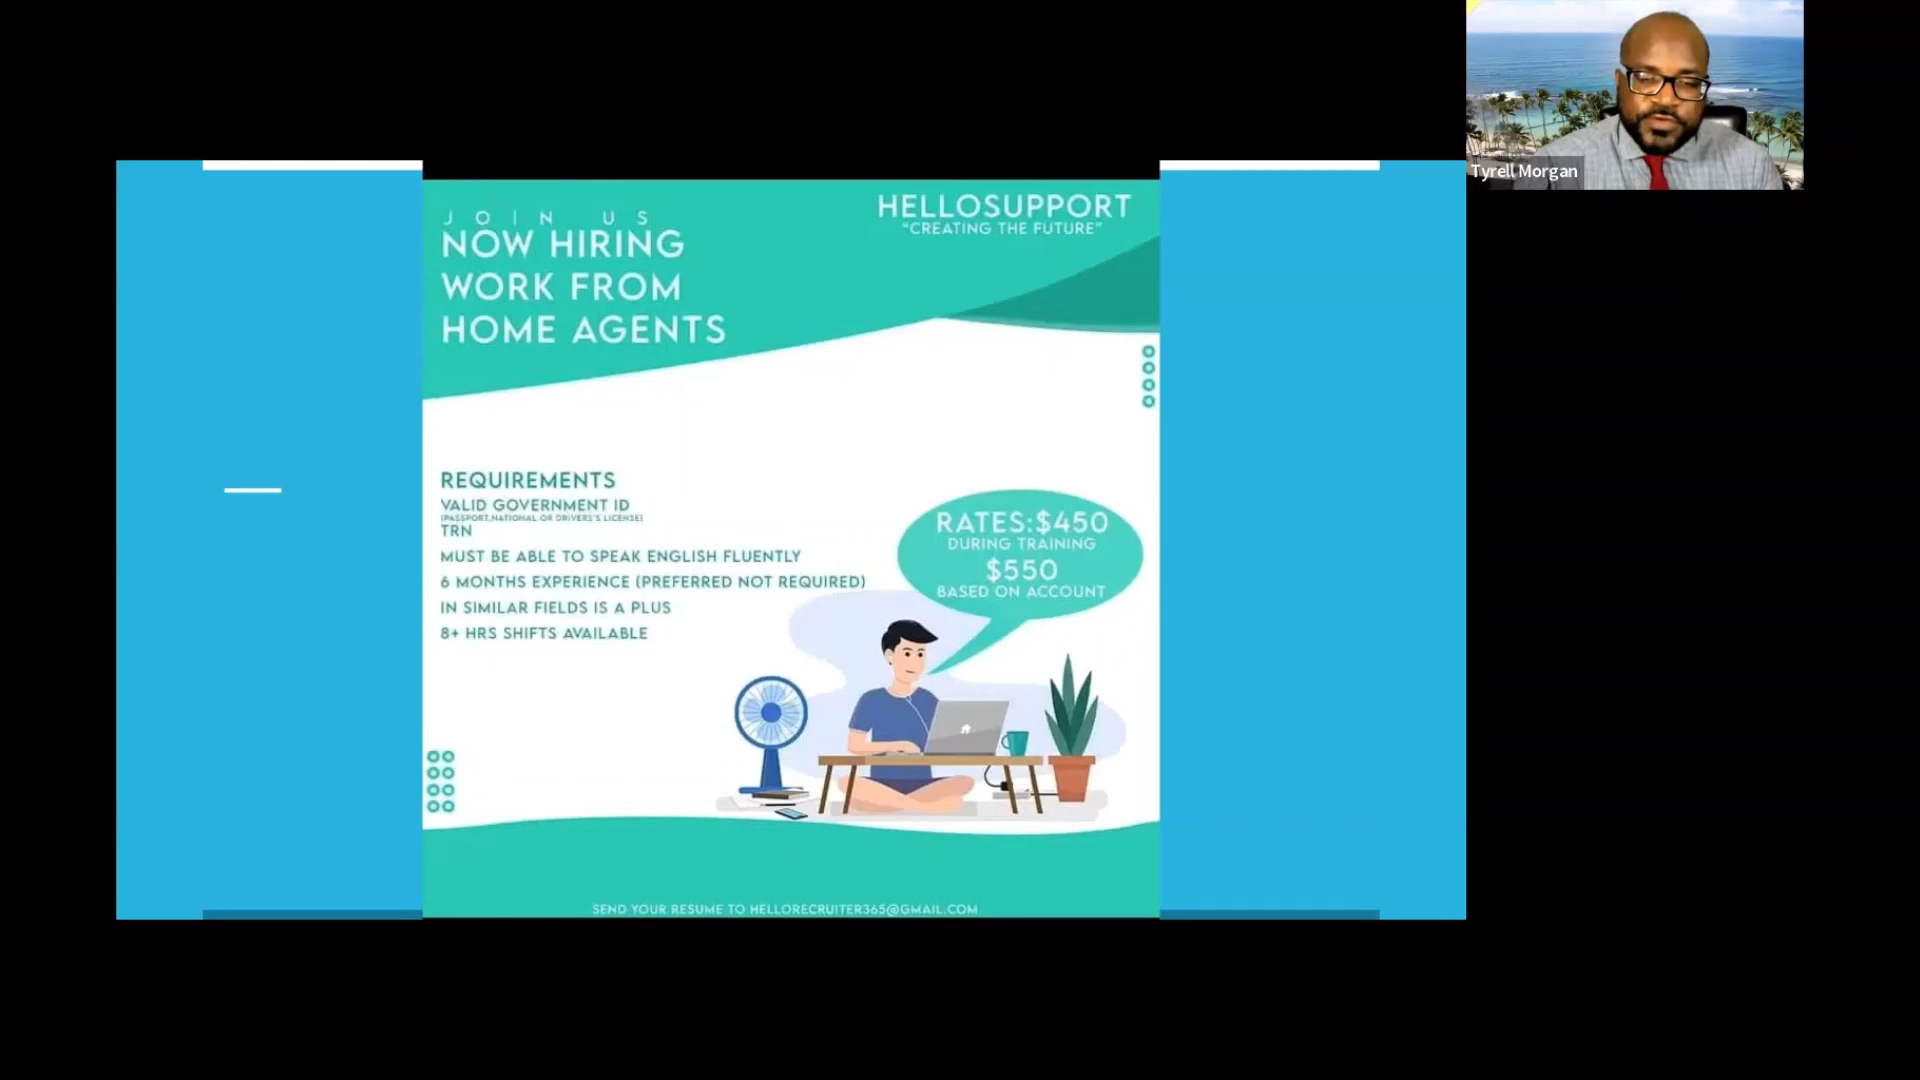 JOIN US
NOW HIRING
WORK FROM
HOME AGENTS
HELLOSUPPORT
"CREATING THE FUTURE"
REQUIREMENTS
VALID GOVERNMENT ID
(PASSPORT,NATIONAL OR DRIVERS'S LICENSE)
TRN
MUST BE ABLE TO SPEAK ENGLISH FLUENTLY
6 MONTHS EXPERIENCE (PREFERRED NOT REQUIRED)
IN SIMILAR FIELDS IS A PLUS
8+ HRS SHIFTS AVAILABLE
RATES:$450
DURING TRAINING
$550
BASED ON ACCOUNT
SEND YOUR RESUME TO HELLORECRUITER365@GMAIL.COM
Tyrell Morgan